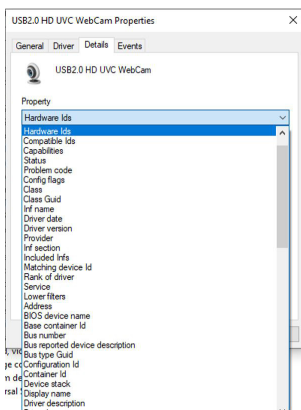 USB2.0 HD UVC WebCam Properties
General Driver Details Events
USB2.0 HD UVC WebCam
Property
Hardware Ids
Hardware Ids
Compatible Ids
Capabilities
Status
Problem code
Config flags
Class
Class Guid
Inf name
Driver date
Driver version
Provider
Inf section
Included Infs
Matching device Id
Rank of driver
Service
Lower filters
Address
BIOS device name
Base container Id
Bus number
Bus reported device description
Bus type Guid
Configuration Id
Container Id
Device stack
Display name
Driver description